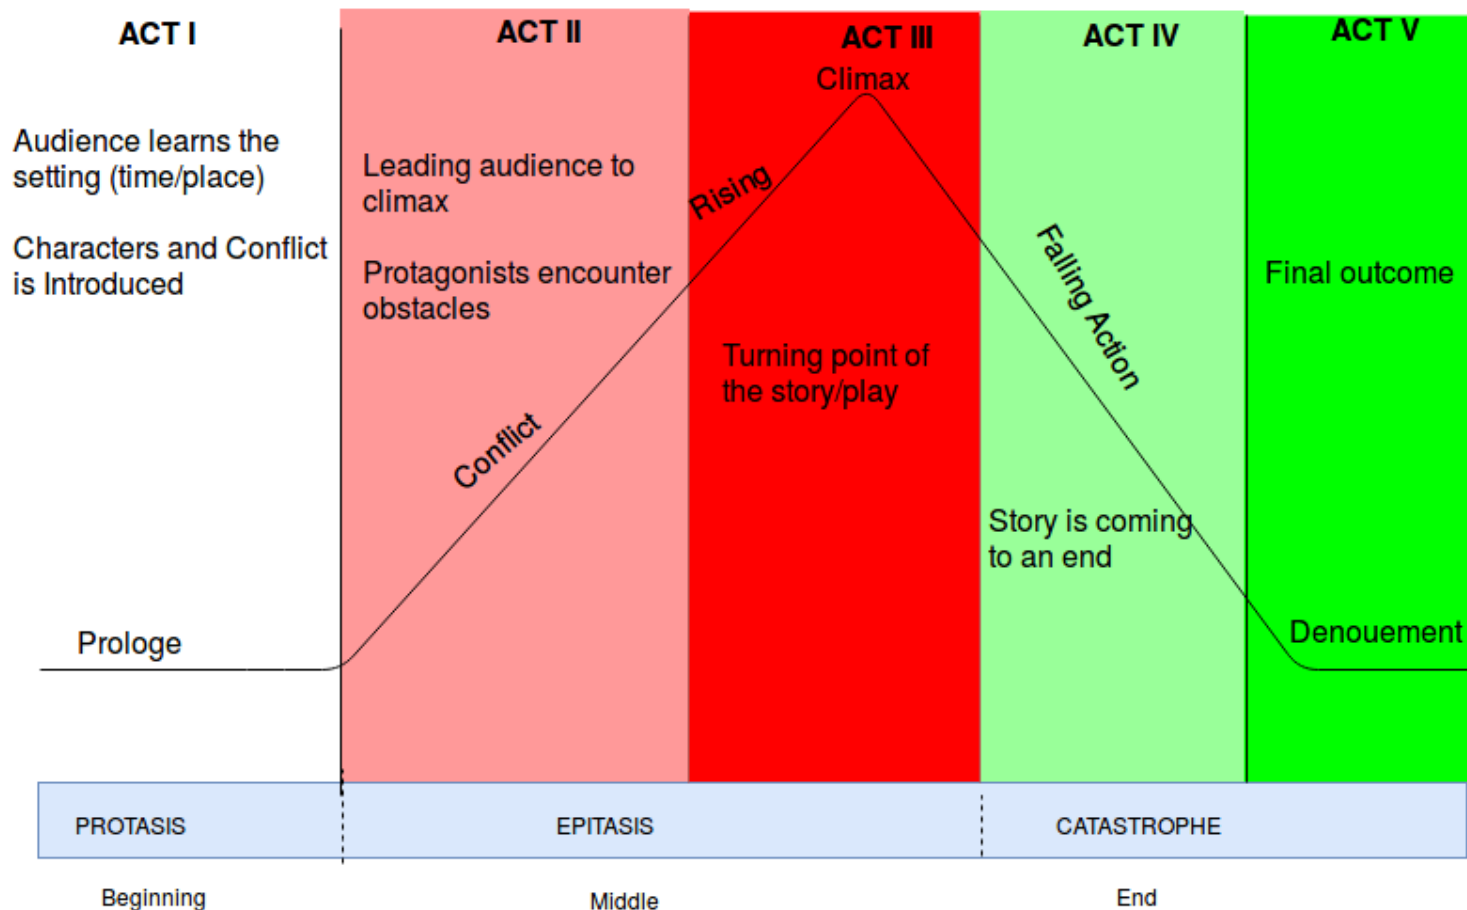 ACT I
Audience learns the
setting (time/place)
Characters and Conflict
is Introduced
Prologe
ACT II
Leading audience to
climax
Protagonists encounter
obstacles
Conflict
Rising
ACT III
Climax
Turning point of
the story/play
ACT IV
Falling Action
Story is coming
to an end
ACT V
Final outcome
Denouement
PROTASIS
EPITASIS
CATASTROPHE
Beginning
Middle
End